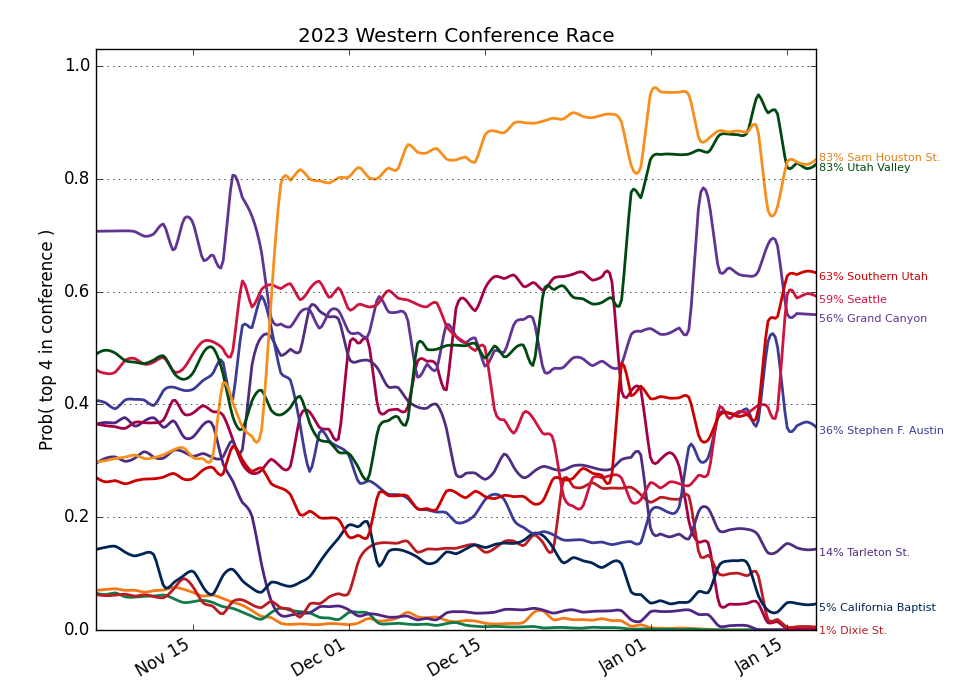 2023 Western Conference Race
Prob( top 4 in conference )
1.0
0.8
0.6
0.4
0.2
0.0
Nov 15
Dec 01
Dec 15
Jan 01
Jan 15
83% Sam Houston St.
83% Utah Valley
63% Southern Utah
59% Seattle
56% Grand Canyon
36% Stephen F. Austin
14% Tarleton St.
5% California Baptist
1% Dixie St.